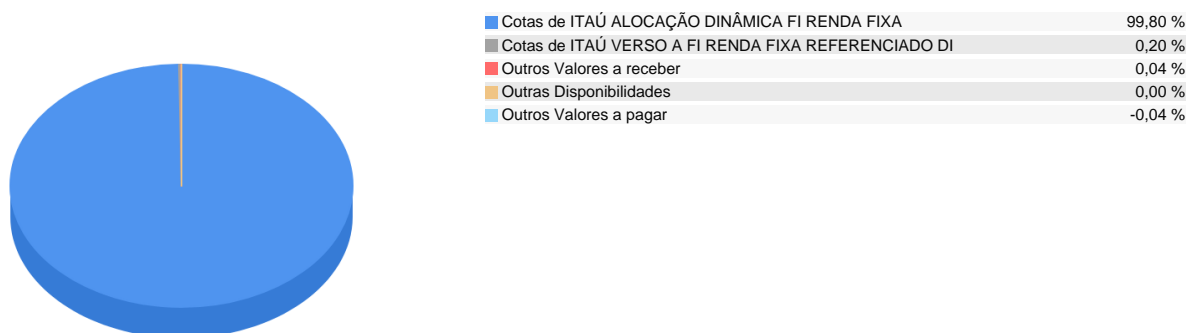 Cotas de ITAÚ ALOCAÇÃO DINÂMICA FI RENDA FIXA 99,80 %
Cotas de ITAÚ VERSO A FI RENDA FIXA REFERENCIADO DI 0,20 %
Outros Valores a receber 0,04 %
Outras Disponibilidades 0,00 %
Outros Valores a pagar -0,04 %